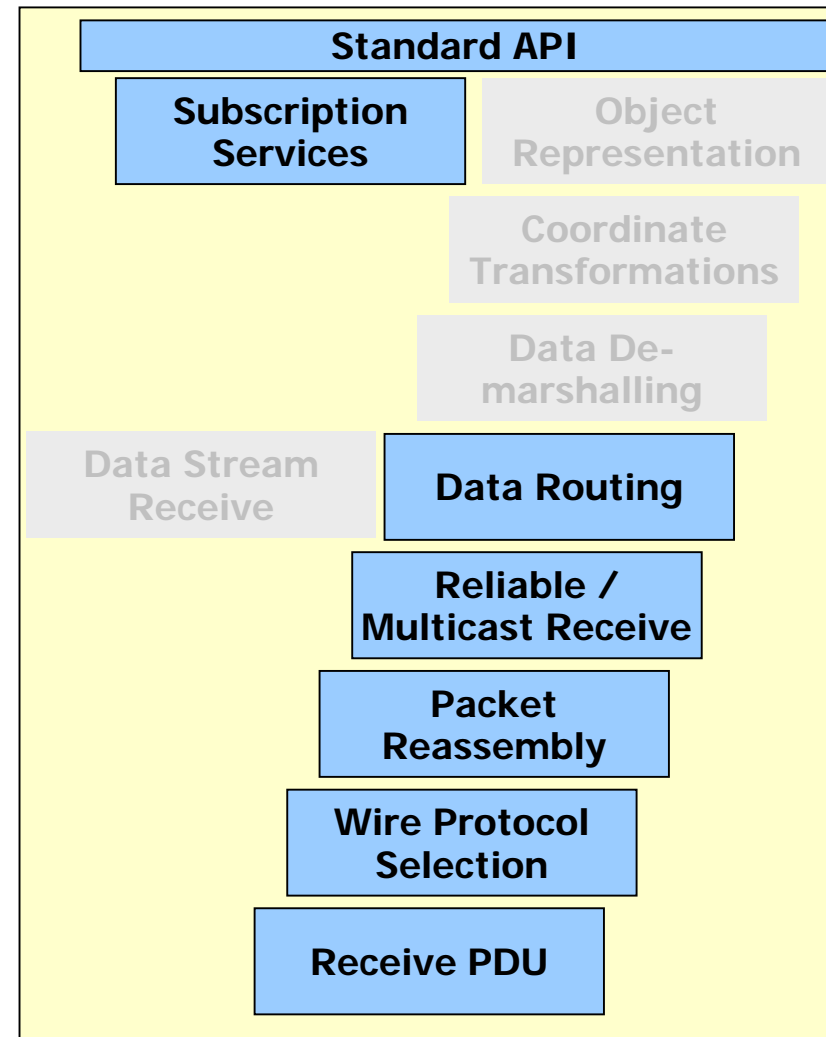 Standard API
Subscription
Services
Object
Representation
Coordinate
Transformations
Data De-
marshalling
Data Stream
Receive
Data Routing
Reliable /
Multicast Receive
Packet
Reassembly
Wire Protocol
Selection
Receive PDU